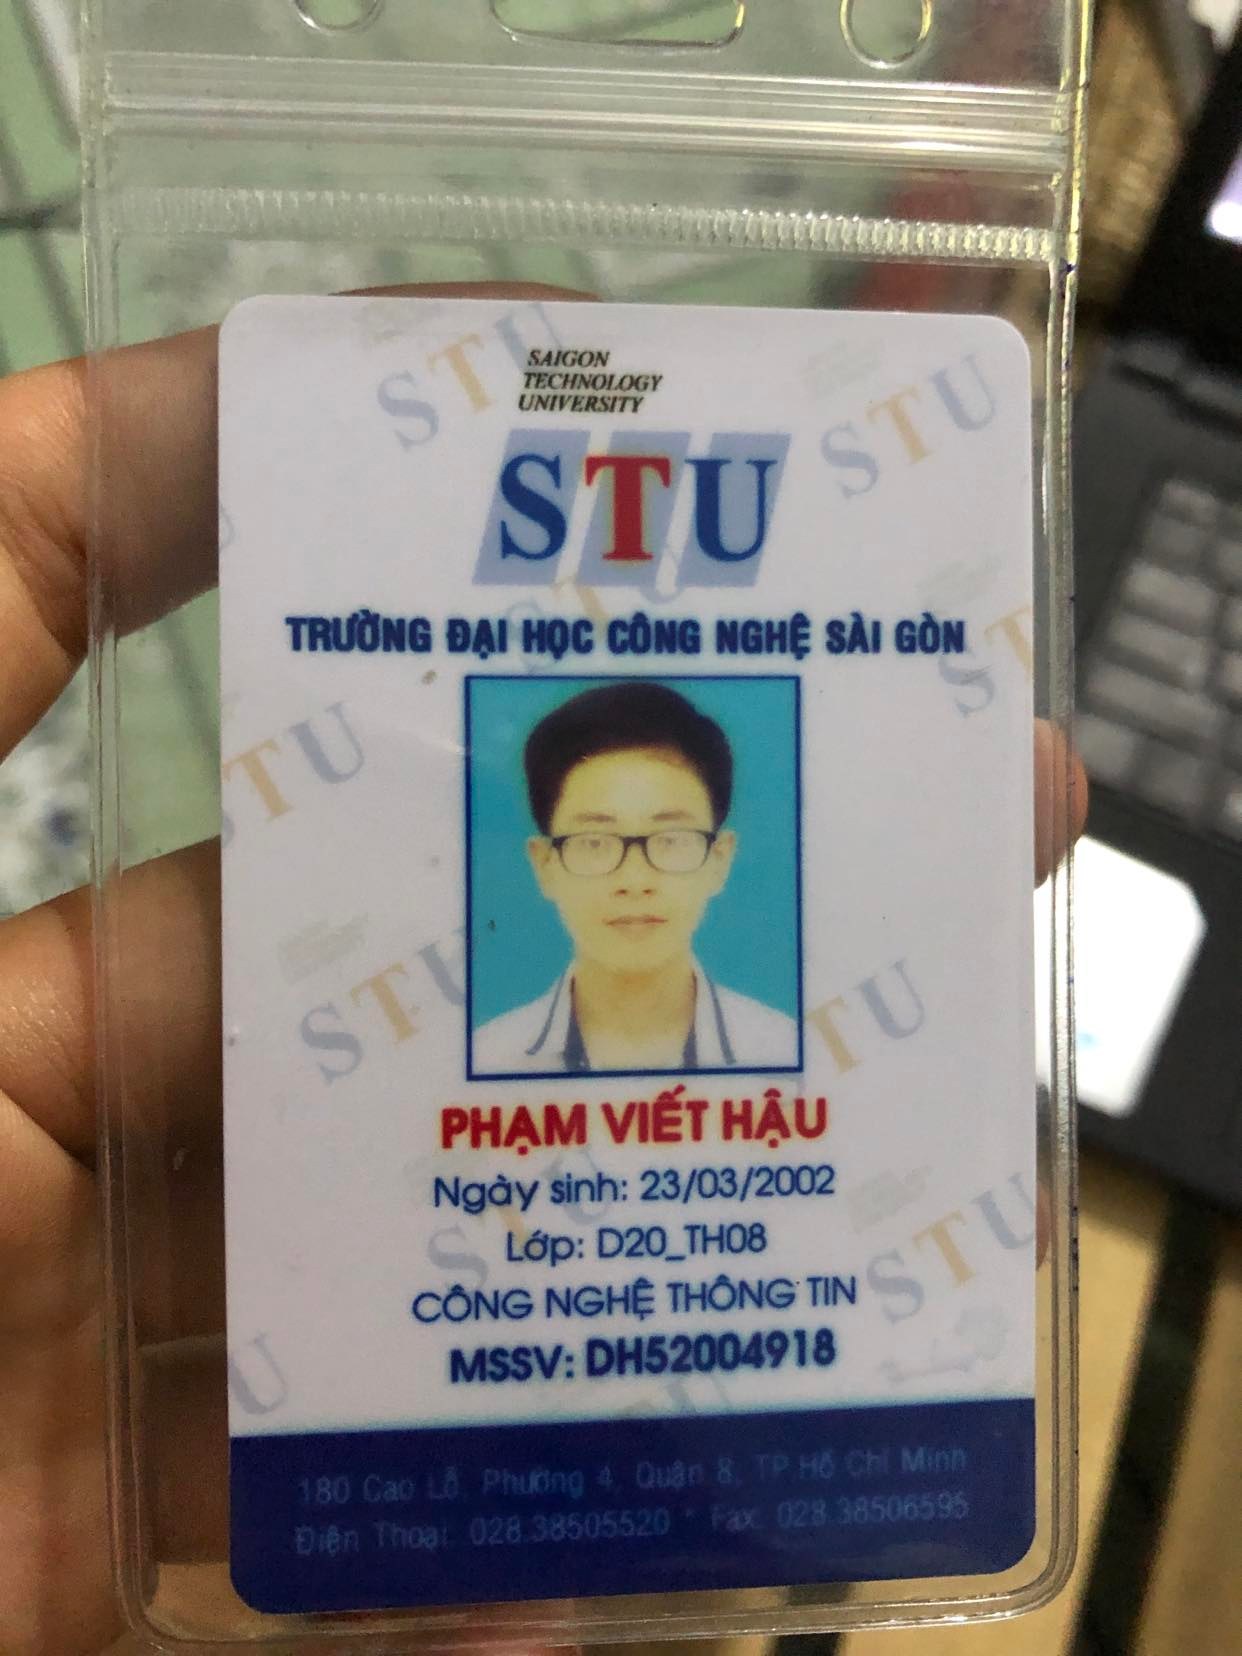 SAIGON
TECHNOLOGY
UNIVERSITY
STU
TRƯỜNG ĐẠI HỌC CÔNG NGHỆ SÀI GÒN
PHẠM VIẾT HẬU
Ngày sinh: 23/03/2002
Lớp: D20_TH08
CÔNG NGHỆ THÔNG TIN
MSSV: DH52004918
180 Cao Lỗ, Phường 4, Quận 8, TP.Hồ Chí Minh
Điện Thoại: 028.38505520 * Fax: 028.38506595